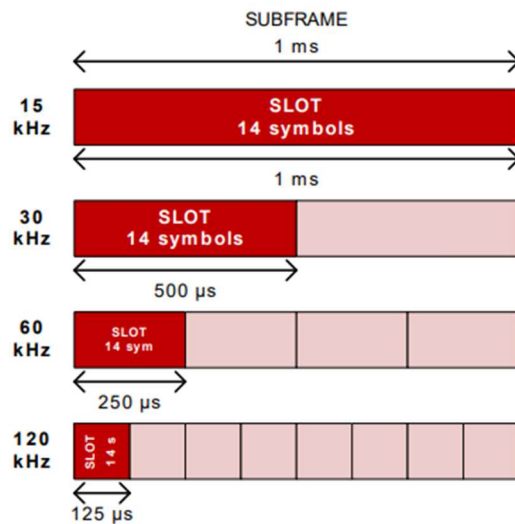 SUBFRAME
1 ms
15
kHz
SLOT
14 symbols
1 ms
30
kHz
SLOT
14 symbols
500 µs
60
kHz
SLOT
14 sym
250 µs
120
kHz
SLOT
14 s
125 µs